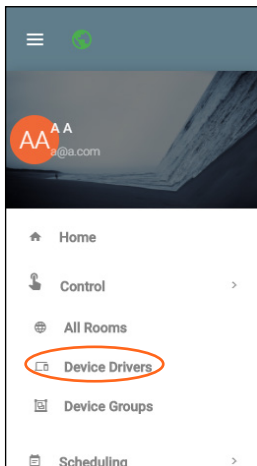 AA
A A
a@a.com
Home
Control
All Rooms
Device Drivers
Device Groups
Scheduling